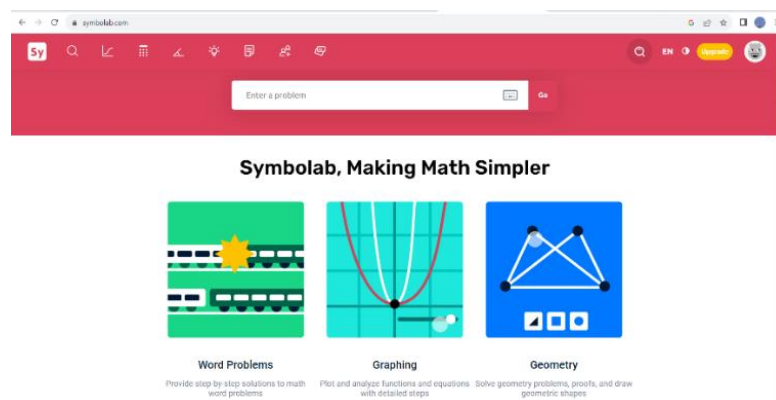 symbolab.com
Sy
EN
Upgrade
Enter a problem
Go
Symbolab, Making Math Simpler
Word Problems
Provide step by step solutions to math
word problems
Graphing
Plot and analyze functions and equations
with detailed steps
Geometry
Solve geometry problems, proofs, and draw
geometric shapes